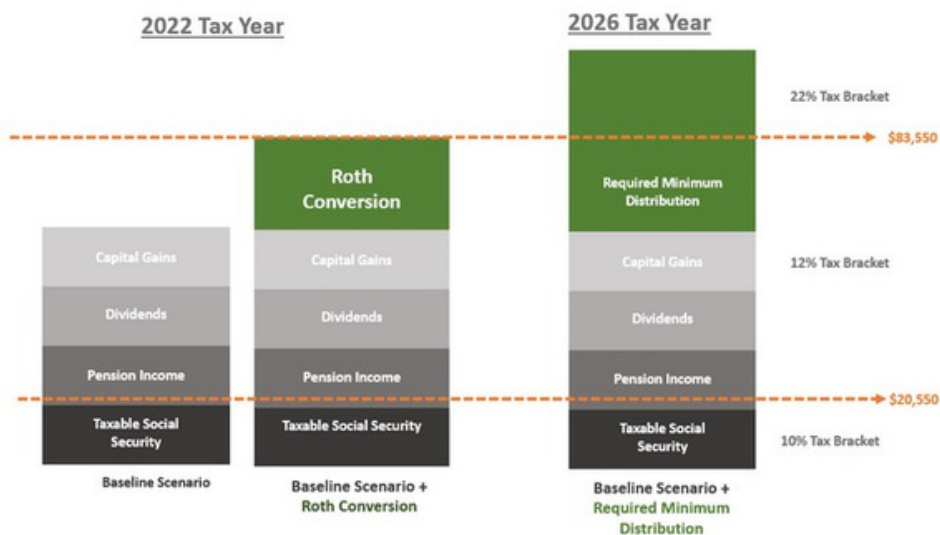 2022 Tax Year
2026 Tax Year
22% Tax Bracket
$83,550
Roth
Conversion
Required Minimum
Distribution
Capital Gains
Capital Gains
Capital Gains
12% Tax Bracket
Dividends
Dividends
Dividends
Pension Income
Pension Income
Pension Income
$20,550
Taxable Social
Security
Taxable Social Security
Taxable Social
Security
10% Tax Bracket
Baseline Scenario
Baseline Scenario +
Roth Conversion
Baseline Scenario +
Required Minimum
Distribution